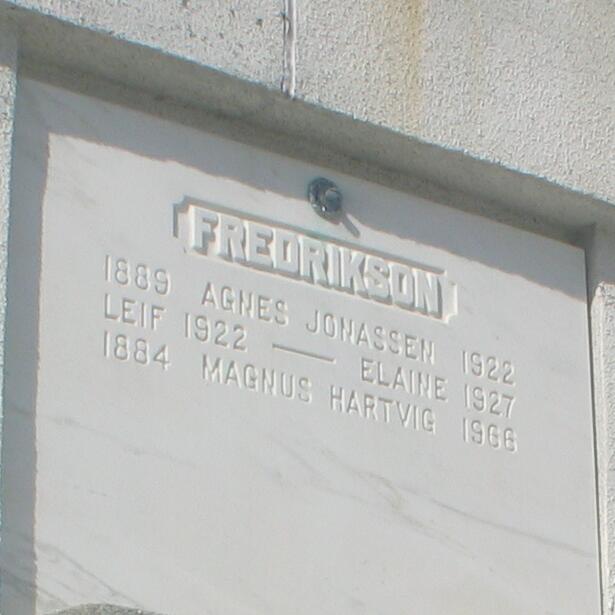 FREDRIKSON
1889 AGNES JONASSEN 1922
LEIF 1922 — ELAINE 1927
1884 MAGNUS HARTVIG 1966